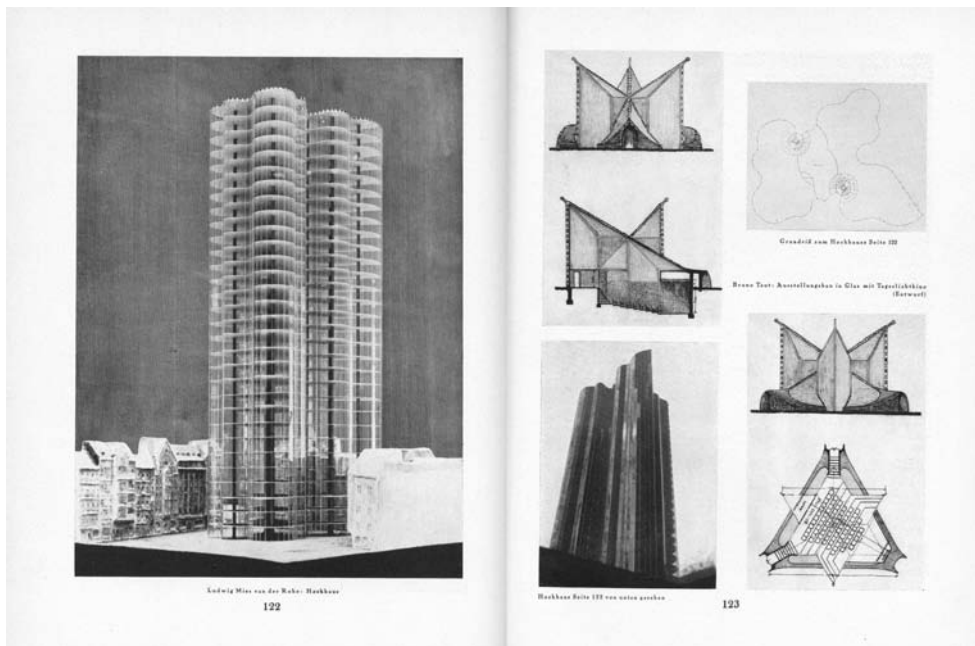 Ludwig Mies van der Rohe: Hochhaus
122
Grundriß zum Hochhause Seite 122
Bruno Taut: Ausstellungsbau in Glas mit Tageslichtkino
(Entwurf)
Hochhaus Seite 122 von unten gesehen
123